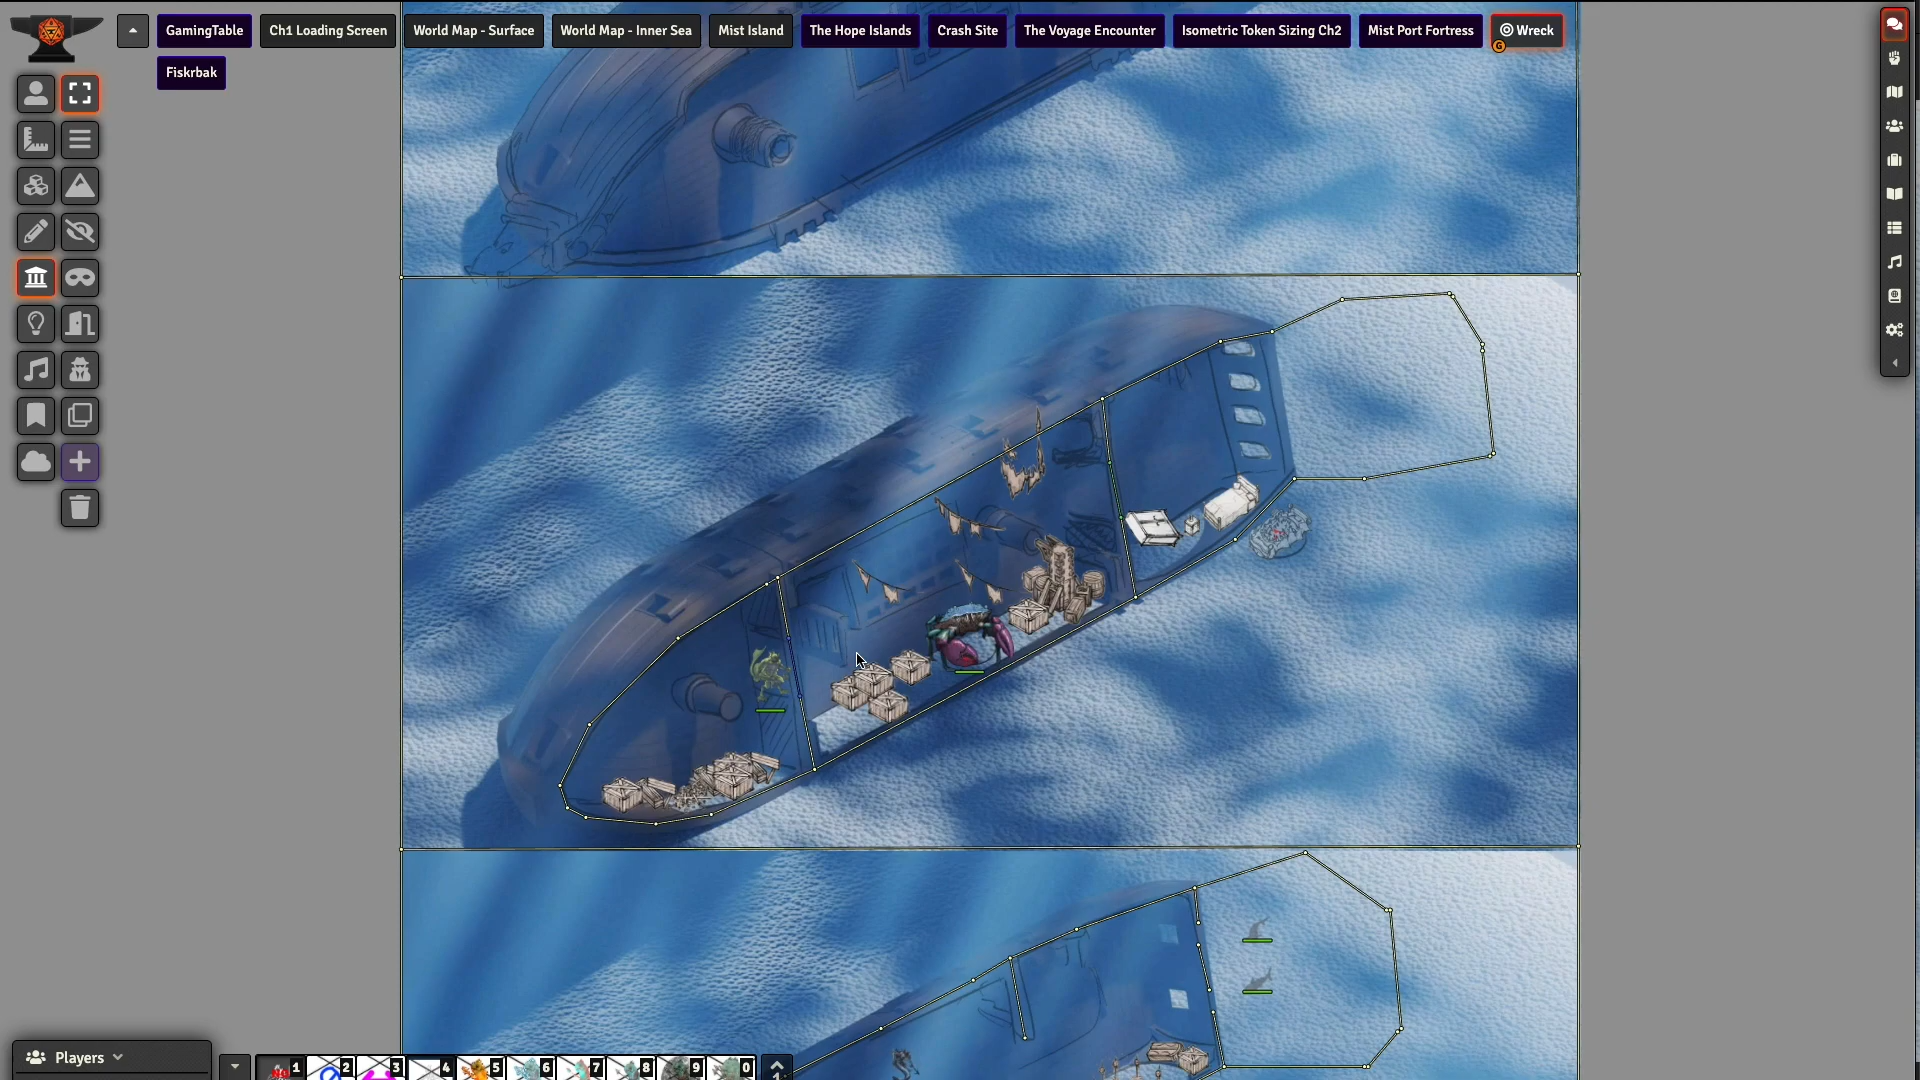 GamingTable
Ch1 Loading Screen
World Map - Surface
World Map - Inner Sea
Mist Island
The Hope Islands
Crash Site
The Voyage Encounter
Isometric Token Sizing Ch2
Mist Port Fortress
Wreck
G
Fiskrbak
Players
1
2
3
4
5
6
7
8
9
0
1